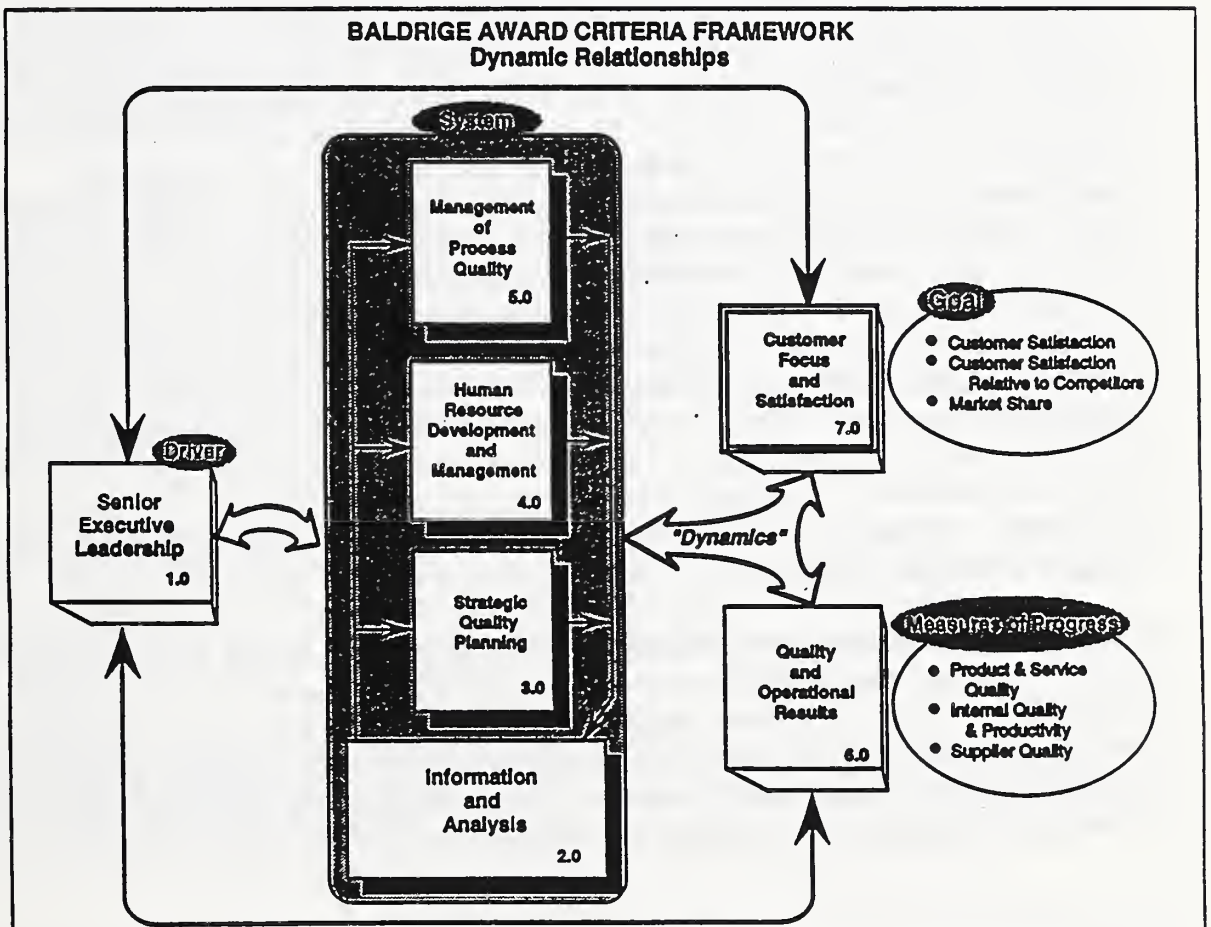 BALDRIGE AWARD CRITERIA FRAMEWORK
Dynamic Relationships
System
Management
of
Process
Quality
5.0
Human
Resource
Development
and
Management
4.0
Strategic
Quality
Planning
3.0
Information
and
Analysis
2.0
Driver
Senior
Executive
Leadership
1.0
"Dynamics"
Customer
Focus
and
Satisfaction
7.0
Goal
• Customer Satisfaction
• Customer Satisfaction
Relative to Competitors
• Market Share
Quality
and
Operational
Results
6.0
Measures of Progress
• Product & Service
Quality
• Internal Quality
& Productivity
• Supplier Quality